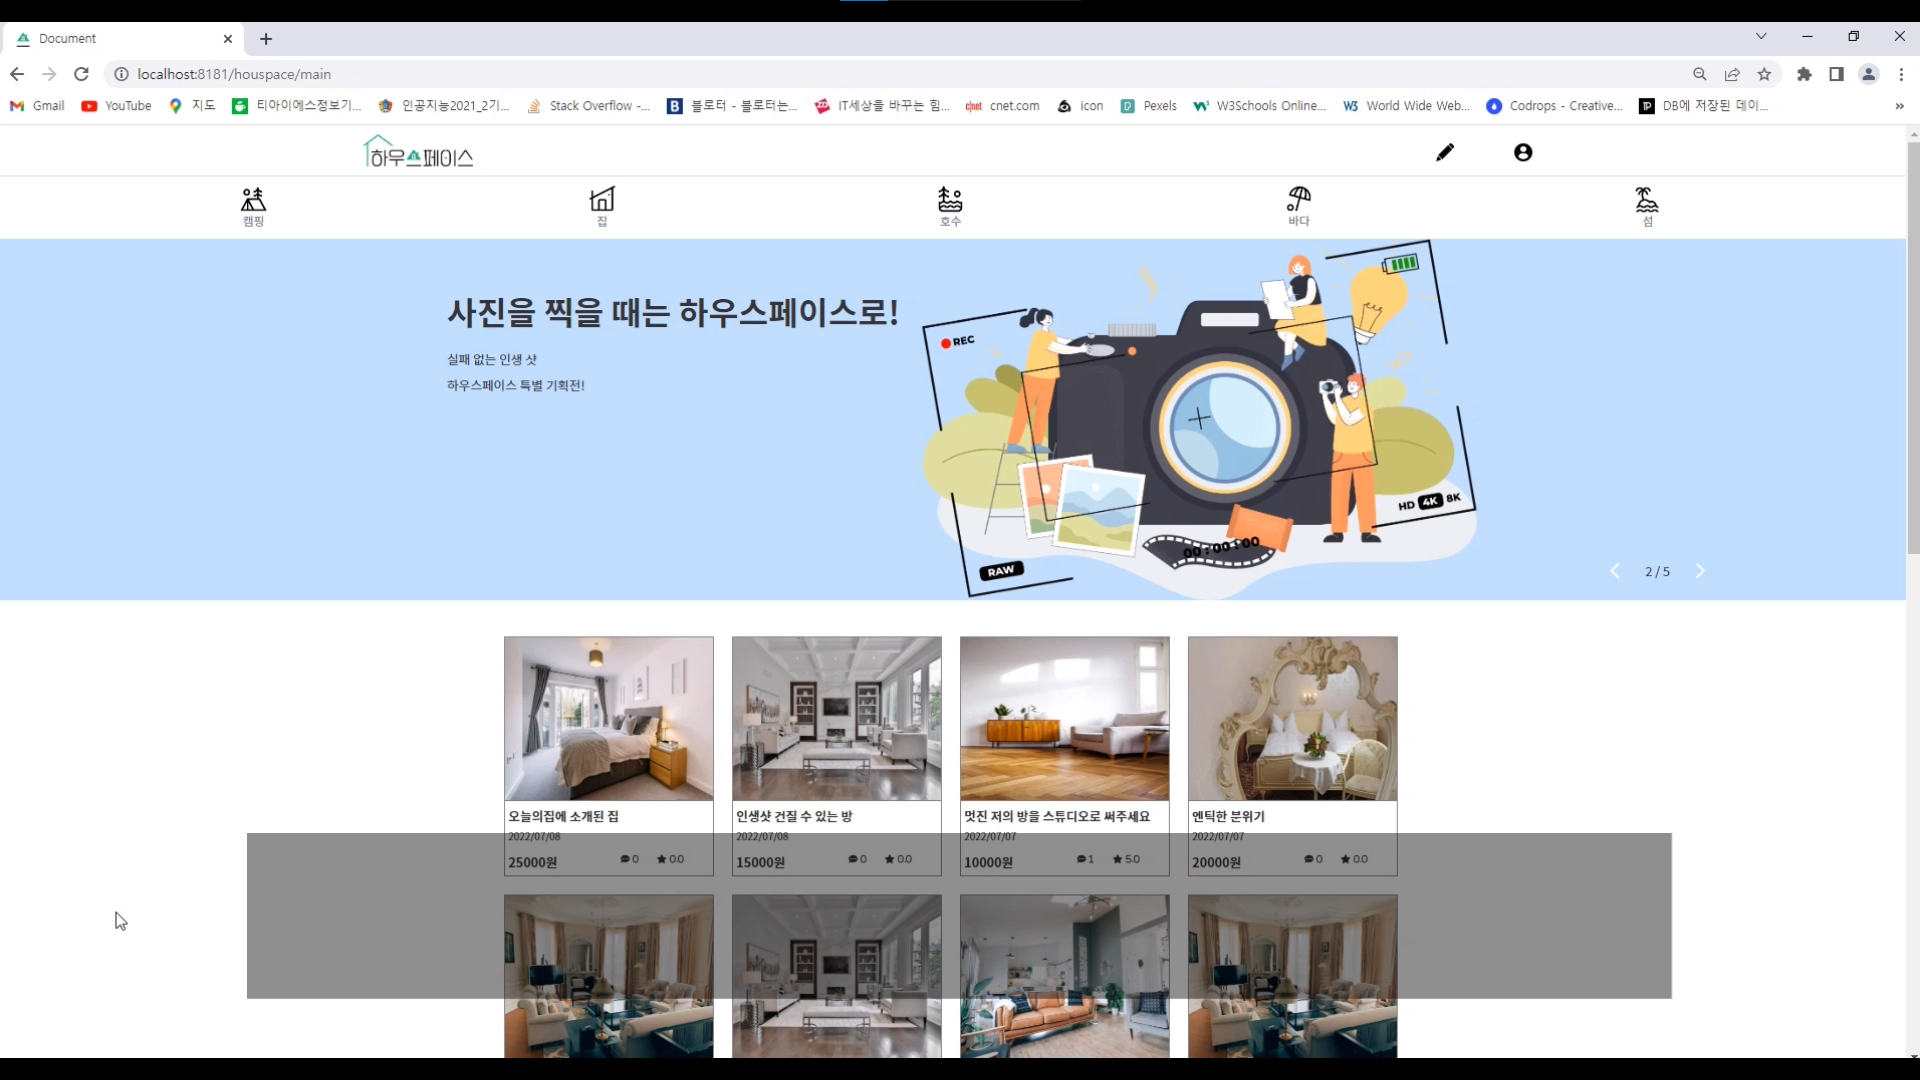 Document
localhost:8181/houspace/main
Gmail
YouTube
지도
티아이에스정보기...
인공지능2021_2기...
Stack Overflow -...
블로터 - 블로터는...
IT세상을 바꾸는 힘...
cnet.com
icon
Pexels
W3Schools Online...
World Wide Web...
Codrops - Creative...
DB에 저장된 데이...
하우스페이스
캠핑
집
호수
바다
섬
사진을 찍을 때는 하우스페이스로!
실패 없는 인생 샷
하우스페이스 특별 기획전!
REC
HD 4K 8K
00:00:00
RAW
2 / 5
오늘의집에 소개된 집
2022/07/08
25000원 0 0.0
인생샷 건질 수 있는 방
2022/07/08
15000원 0 0.0
멋진 저의 방을 스튜디오로 써주세요
2022/07/07
10000원 1 5.0
엔틱한 분위기
2022/07/07
20000원 0 0.0